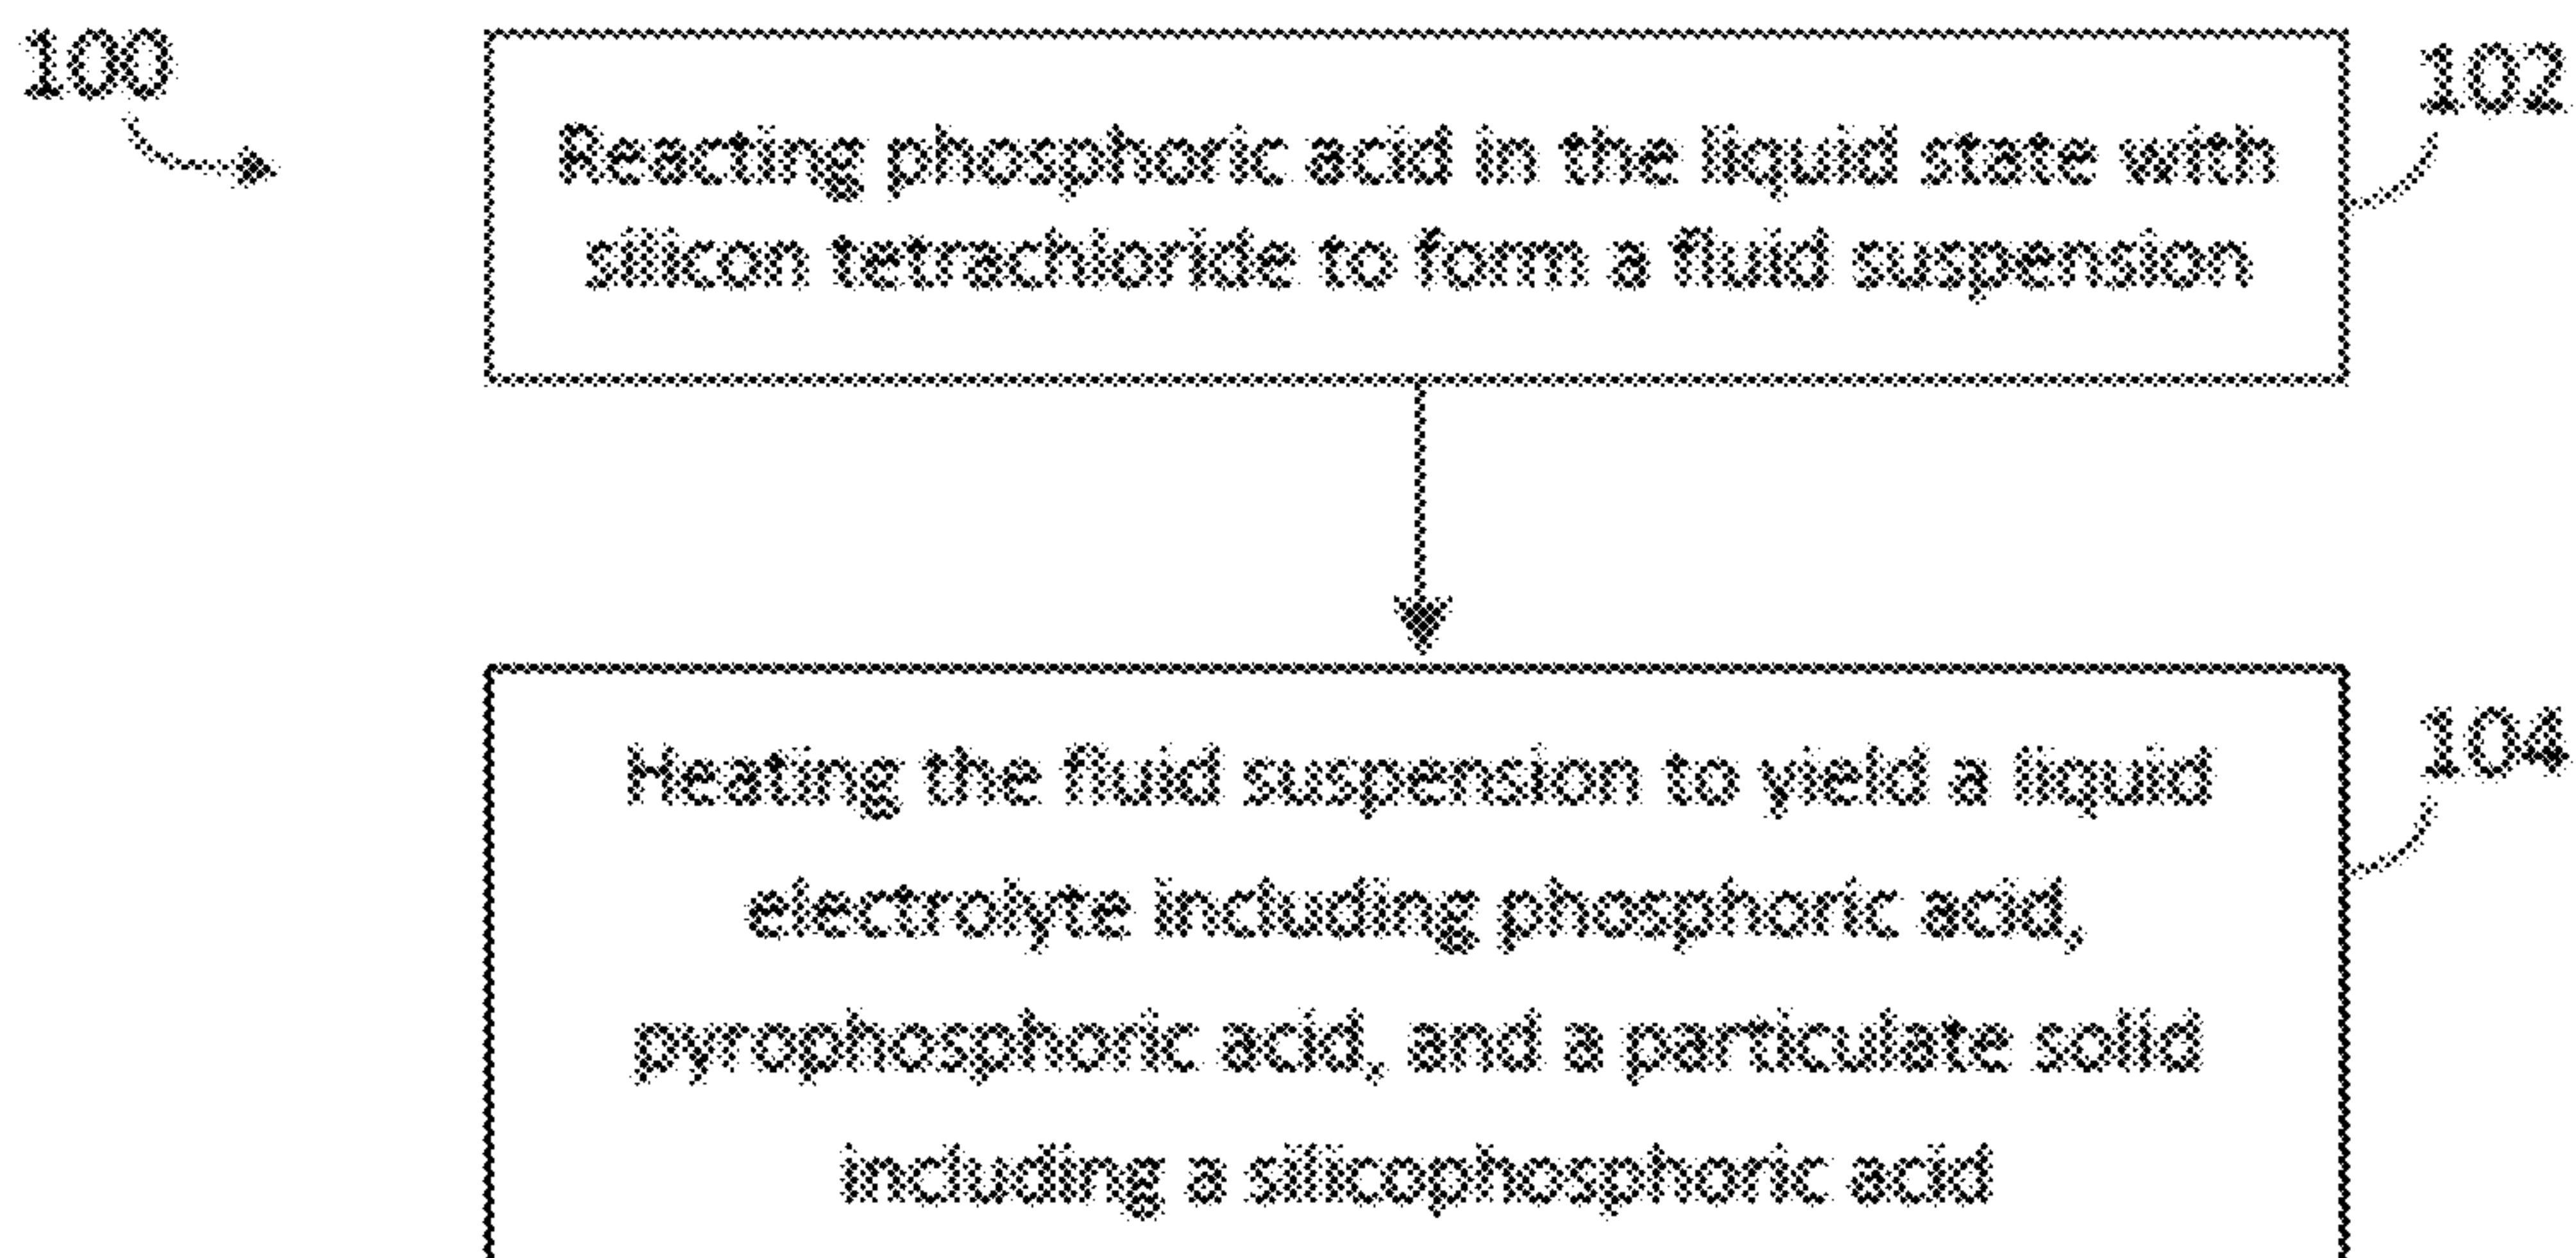 100
102
Reacting phosphoric acid in the liquid state with
silicon tetrachloride to form a fluid suspension
104
Heating the fluid suspension to yield a liquid
electrolyte including phosphoric acid,
pyrophosphoric acid, and a particulate solid
including a silicophosphoric acid